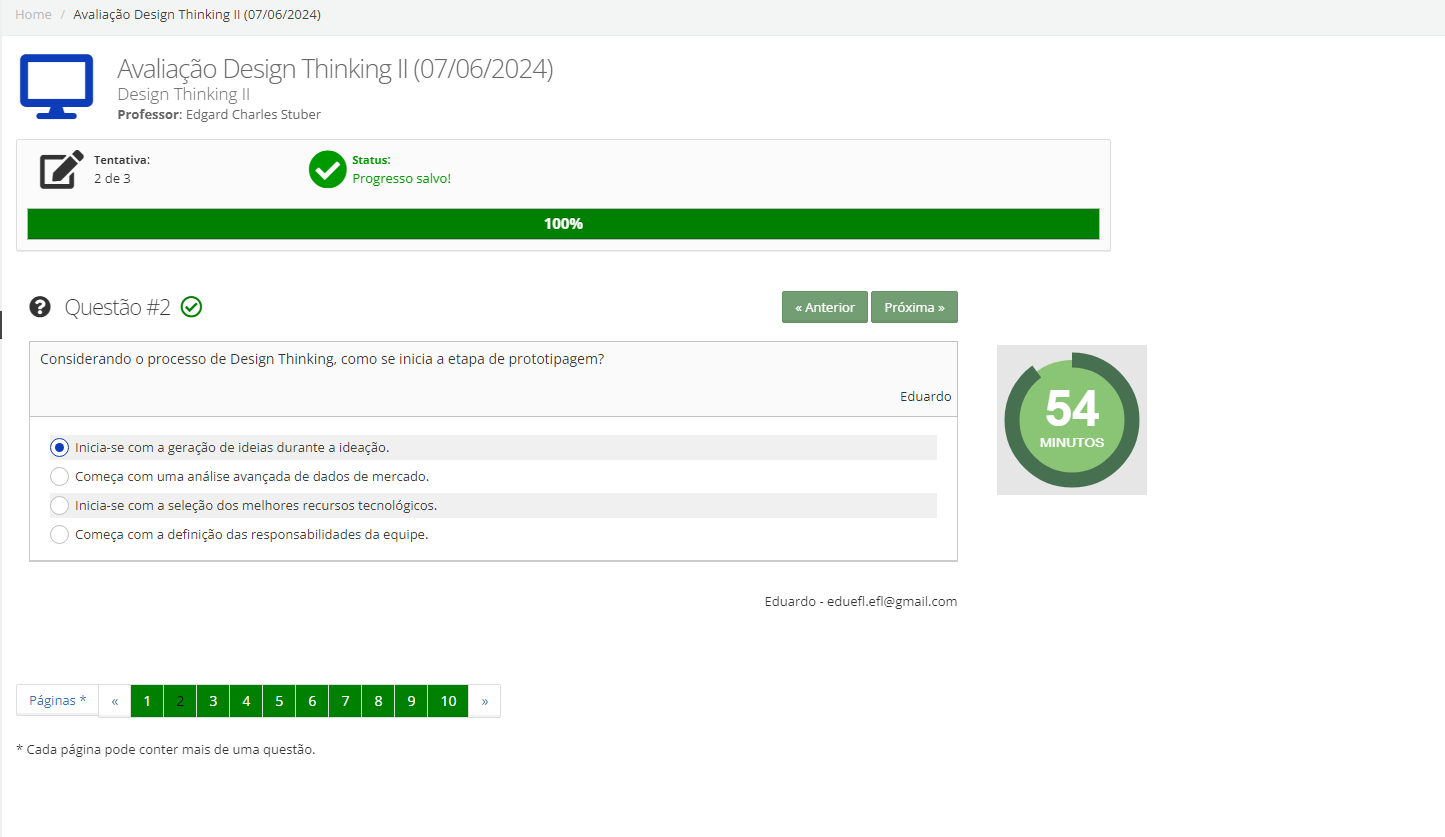 Home / Avaliação Design Thinking II (07/06/2024)
Avaliação Design Thinking II (07/06/2024)
Design Thinking II
Professor: Edgard Charles Stuber
Tentativa:
2 de 3
Status:
Progresso salvo!
100%
Questão #2
« Anterior
Próxima »
Considerando o processo de Design Thinking, como se inicia a etapa de prototipagem?
Eduardo
Inicia-se com a geração de ideias durante a ideação.
Começa com uma análise avançada de dados de mercado.
Inicia-se com a seleção dos melhores recursos tecnológicos.
Começa com a definição das responsabilidades da equipe.
54
MINUTOS
Eduardo - eduefl.efl@gmail.com
Páginas * « 1 2 3 4 5 6 7 8 9 10 »
* Cada página pode conter mais de uma questão.